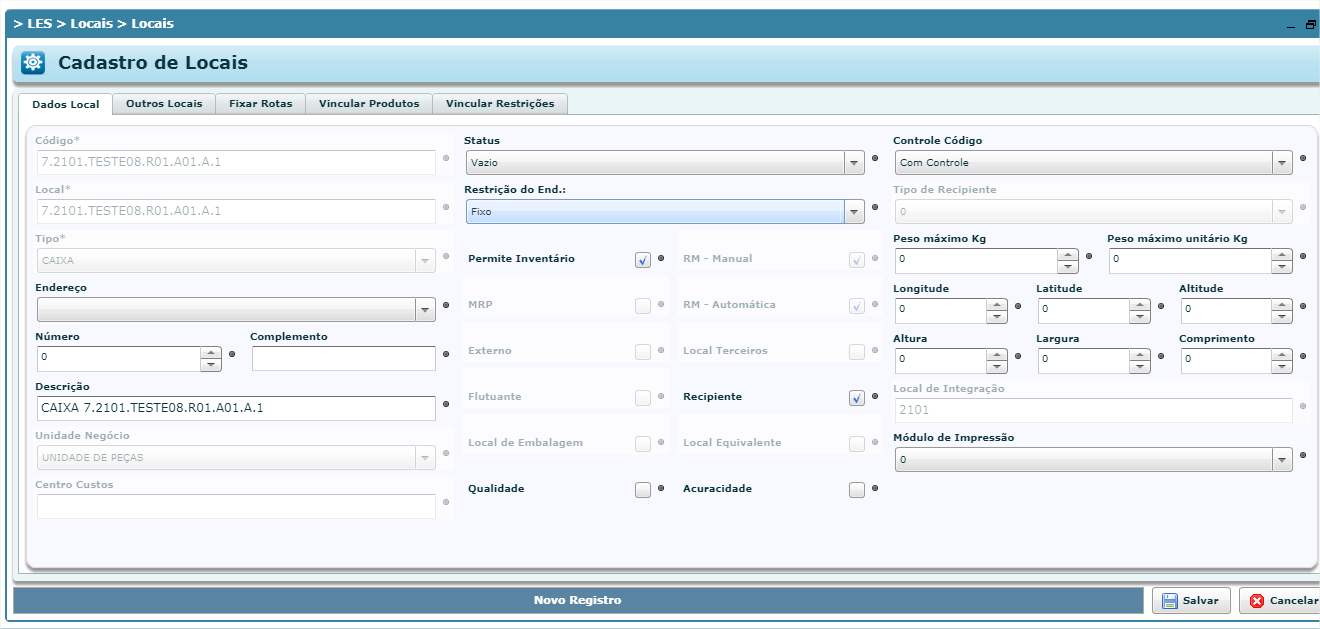 > LES > Locais > Locais
Cadastro de Locais
Dados Local
Outros Locais
Fixar Rotas
Vincular Produtos
Vincular Restrições
Código*
7.2101.TESTE08.R01.A01.A.1
Local*
7.2101.TESTE08.R01.A01.A.1
Tipo*
CAIXA
Endereço
Número
Complemento
0
Descrição
CAIXA 7.2101.TESTE08.R01.A01.A.1
Unidade Negócio
UNIDADE DE PEÇAS
Centro Custos
Status
Vazio
Restrição do End.:
Fixo
Permite Inventário
RM - Manual
MRP
RM - Automática
Externo
Local Terceiros
Flutuante
Recipiente
Local de Embalagem
Local Equivalente
Qualidade
Acuracidade
Controle Código
Com Controle
Tipo de Recipiente
0
Peso máximo Kg
Peso máximo unitário Kg
0
0
Longitude
Latitude
Altitude
0
0
0
Altura
Largura
Comprimento
0
0
0
Local de Integração
2101
Módulo de Impressão
0
Novo Registro
Salvar
Cancelar